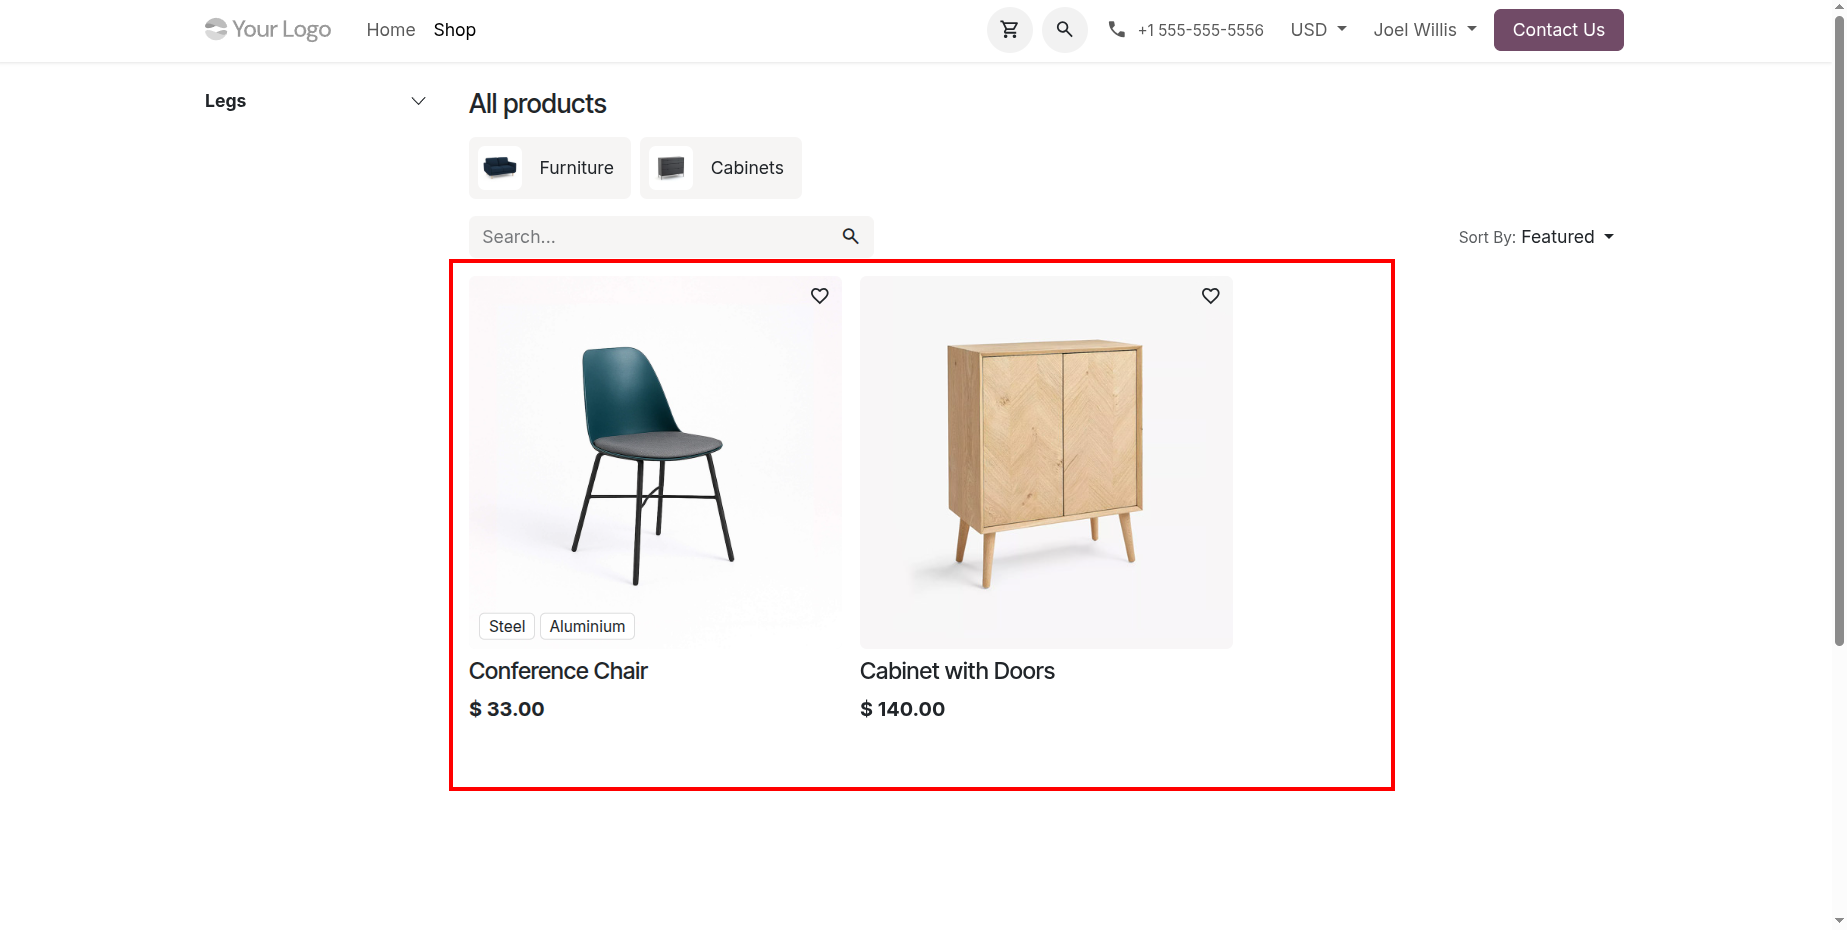 Your Logo Home Shop +1 555-555-5556 USD Joel Willis Contact Us
Legs
All products
Furniture Cabinets
Search... Sort By: Featured
Steel Aluminium
Conference Chair Cabinet with Doors
$ 33.00 $ 140.00